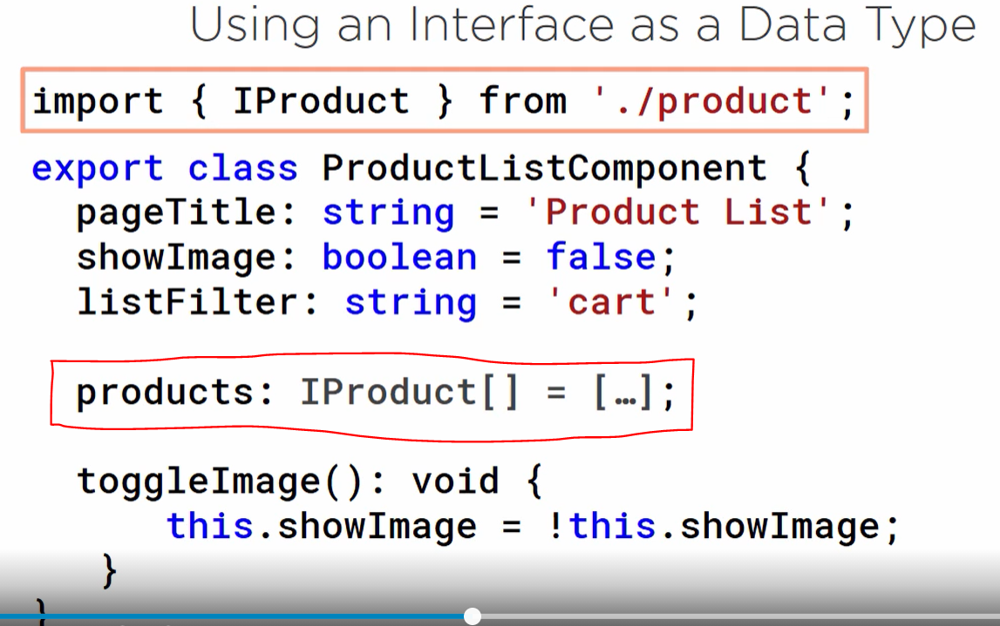 Using an Interface as a Data Type
import { IProduct } from './product';
export class ProductListComponent {
pageTitle: string = 'Product List';
showImage: boolean = false;
listFilter: string = 'cart';
products: IProduct[] = […];
toggleImage(): void {
this.showImage = !this.showImage;
}
}